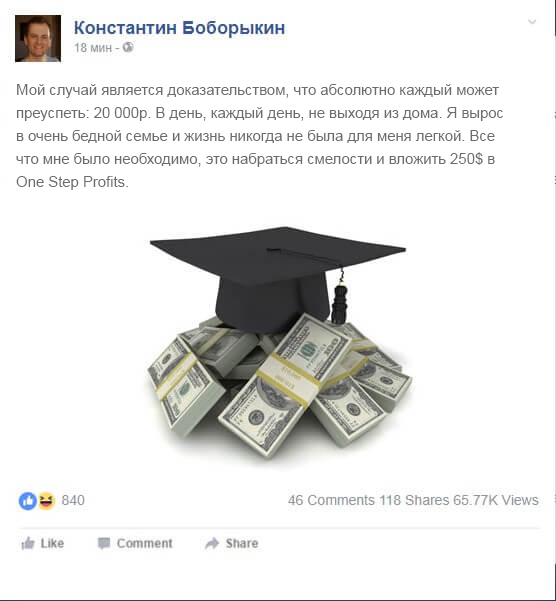 Константин Боборыкин
18 мин -
Мой случай является доказательством, что абсолютно каждый может
преуспеть: 20 000р. В день, каждый день, не выходя из дома. Я вырос
в очень бедной семье и жизнь никогда не была для меня легкой. Все
что мне было необходимо, это набраться смелости и вложить 250$ в
One Step Profits.
100
840
46 Comments 118 Shares 65.77K Views
Like Comment Share